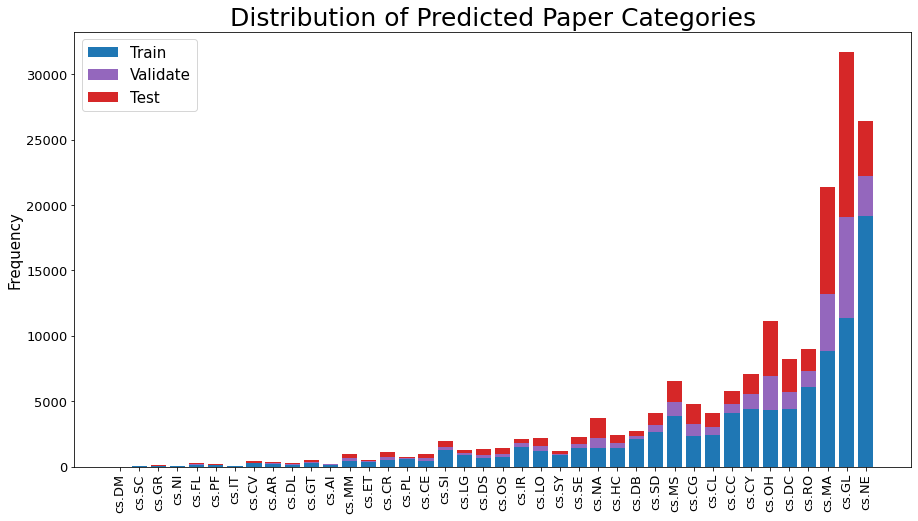 Distribution of Predicted Paper Categories
Train
Validate
Test
Frequency
30000
25000
20000
15000
10000
5000
0
cs.DM
cs.SC
cs.GR
cs.NI
cs.FL
cs.PF
cs.IT
cs.CV
cs.AR
cs.DL
cs.GT
cs.AI
cs.MM
cs.ET
cs.CR
cs.PL
cs.CE
cs.SI
cs.LG
cs.DS
cs.OS
cs.IR
cs.LO
cs.SY
cs.SE
cs.NA
cs.HC
cs.DB
cs.SD
cs.MS
cs.CG
cs.CL
cs.CC
cs.CY
cs.OH
cs.DC
cs.RO
cs.MA
cs.GL
cs.NE